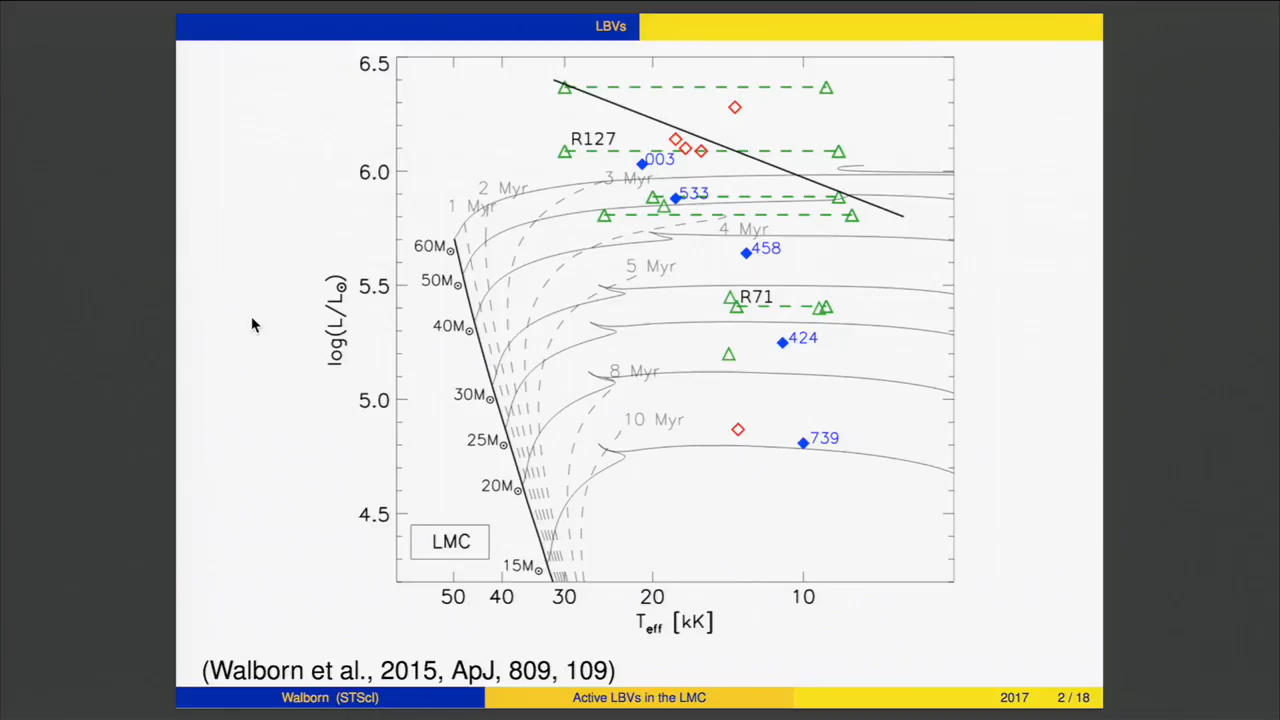 LBVs
6.5
R127
003
6.0
3 Myr
2 Myr
533
1 Myr
4 Myr
60M⊙
458
5 Myr
50M⊙
5.5
R71
40M⊙
424
log(L/L⊙)
8 Myr
30M⊙
5.0
10 Myr
739
25M⊙
20M⊙
4.5
LMC
15M⊙
50 40 30 20 10
Teff [kK]
(Walborn et al., 2015, ApJ, 809, 109)
Walborn (STScI) Active LBVs in the LMC 2017 2 / 18